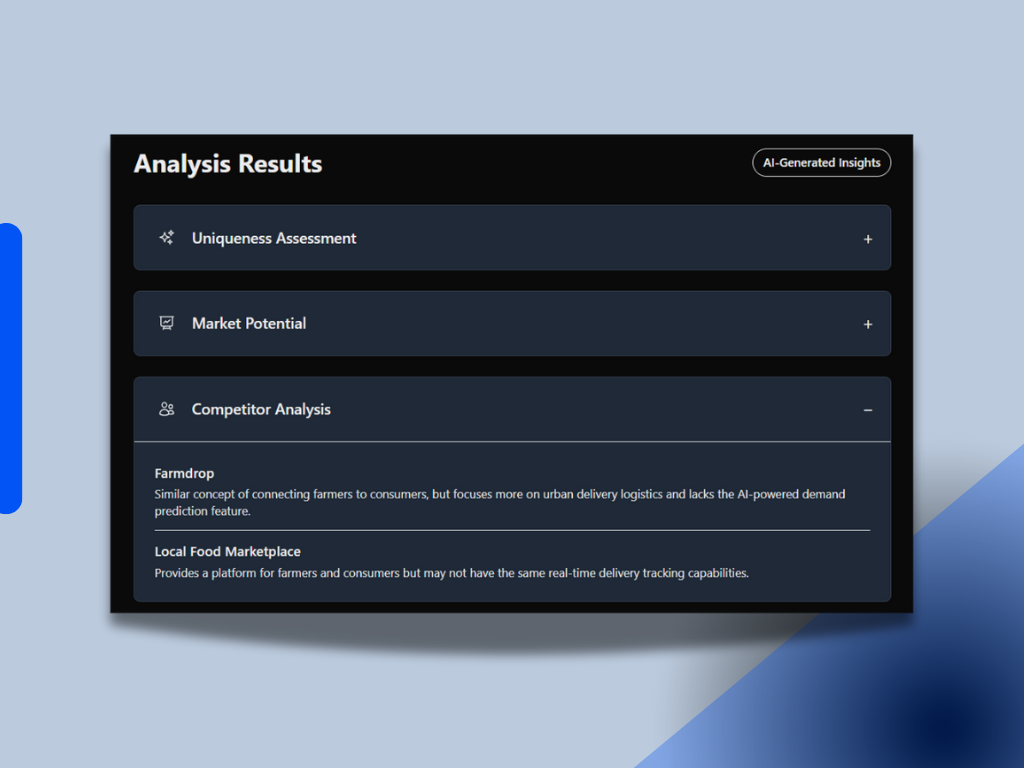 Analysis Results
AI-Generated Insights
Uniqueness Assessment
+
Market Potential
+
Competitor Analysis
−
Farmdrop
Similar concept of connecting farmers to consumers, but focuses more on urban delivery logistics and lacks the AI-powered demand
prediction feature.
Local Food Marketplace
Provides a platform for farmers and consumers but may not have the same real-time delivery tracking capabilities.